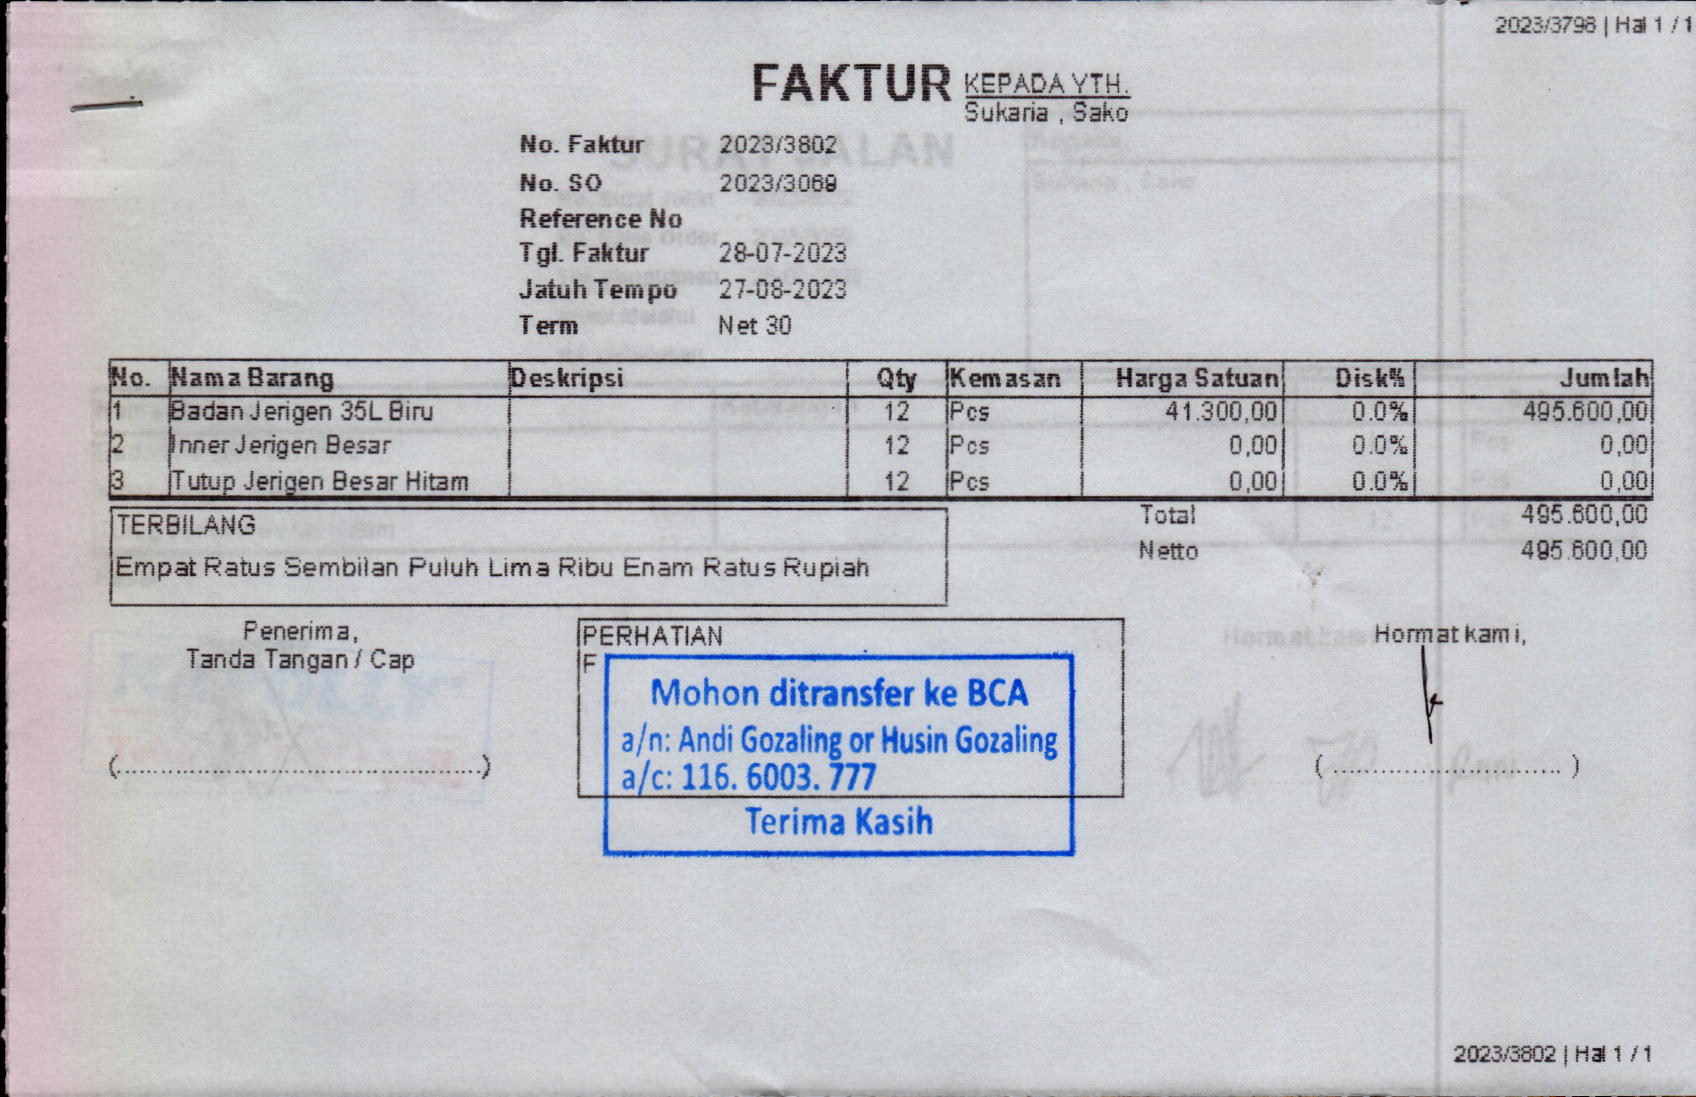 2023/3798 | Hal 1 / 1
FAKTUR
KEPADA YTH.
Sukaria , Sako
No. Faktur 2023/3802
No. SO 2023/3069
Reference No
Tgl. Faktur 28-07-2023
Jatuh Tempo 27-08-2023
Term Net 30
No. Nama Barang Deskripsi Qty Kemasan Harga Satuan Disk% Jumlah
1 Badan Jerigen 35L Biru 12 Pcs 41.300,00 0.0% 495.600,00
2 Inner Jerigen Besar 12 Pcs 0,00 0.0% 0,00
3 Tutup Jerigen Besar Hitam 12 Pcs 0,00 0.0% 0,00
Total 495.600,00
Netto 495.600,00
TERBILANG
Empat Ratus Sembilan Puluh Lima Ribu Enam Ratus Rupiah
Penerima,
Tanda Tangan / Cap
(............................................)
PERHATIAN
F
Mohon ditransfer ke BCA
a/n: Andi Gozaling or Husin Gozaling
a/c: 116. 6003. 777
Terima Kasih
Hormat kami,
(............................)
2023/3802 | Hal 1 / 1